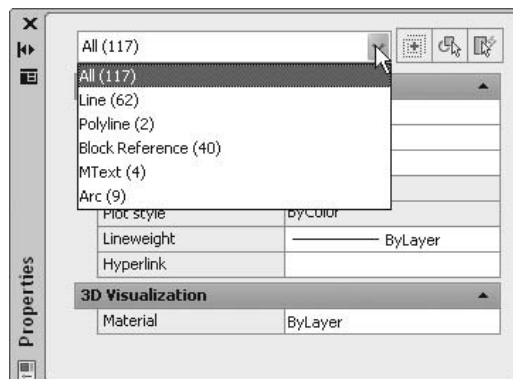 All (117)
All (117)
Line (62)
Polyline (2)
Block Reference (40)
MText (4)
Arc (9)
Plot style ByColor
Lineweight ByLayer
Hyperlink
3D Visualization
Material ByLayer
Properties